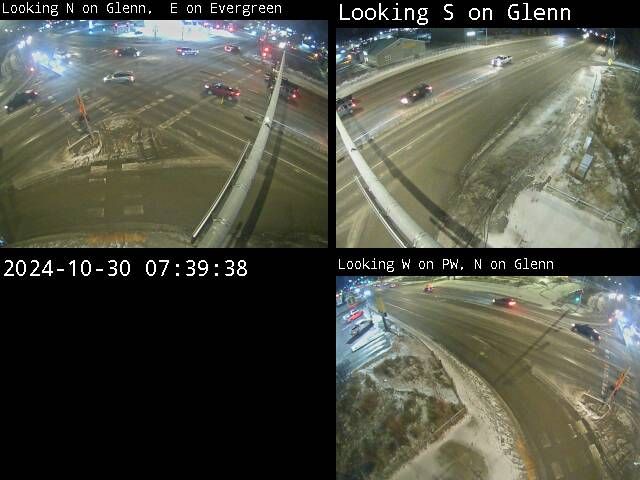 Looking N on Glenn,  E on Evergreen
Looking S on Glenn
2024-10-30 07:39:38
Looking W on PW, N on Glenn